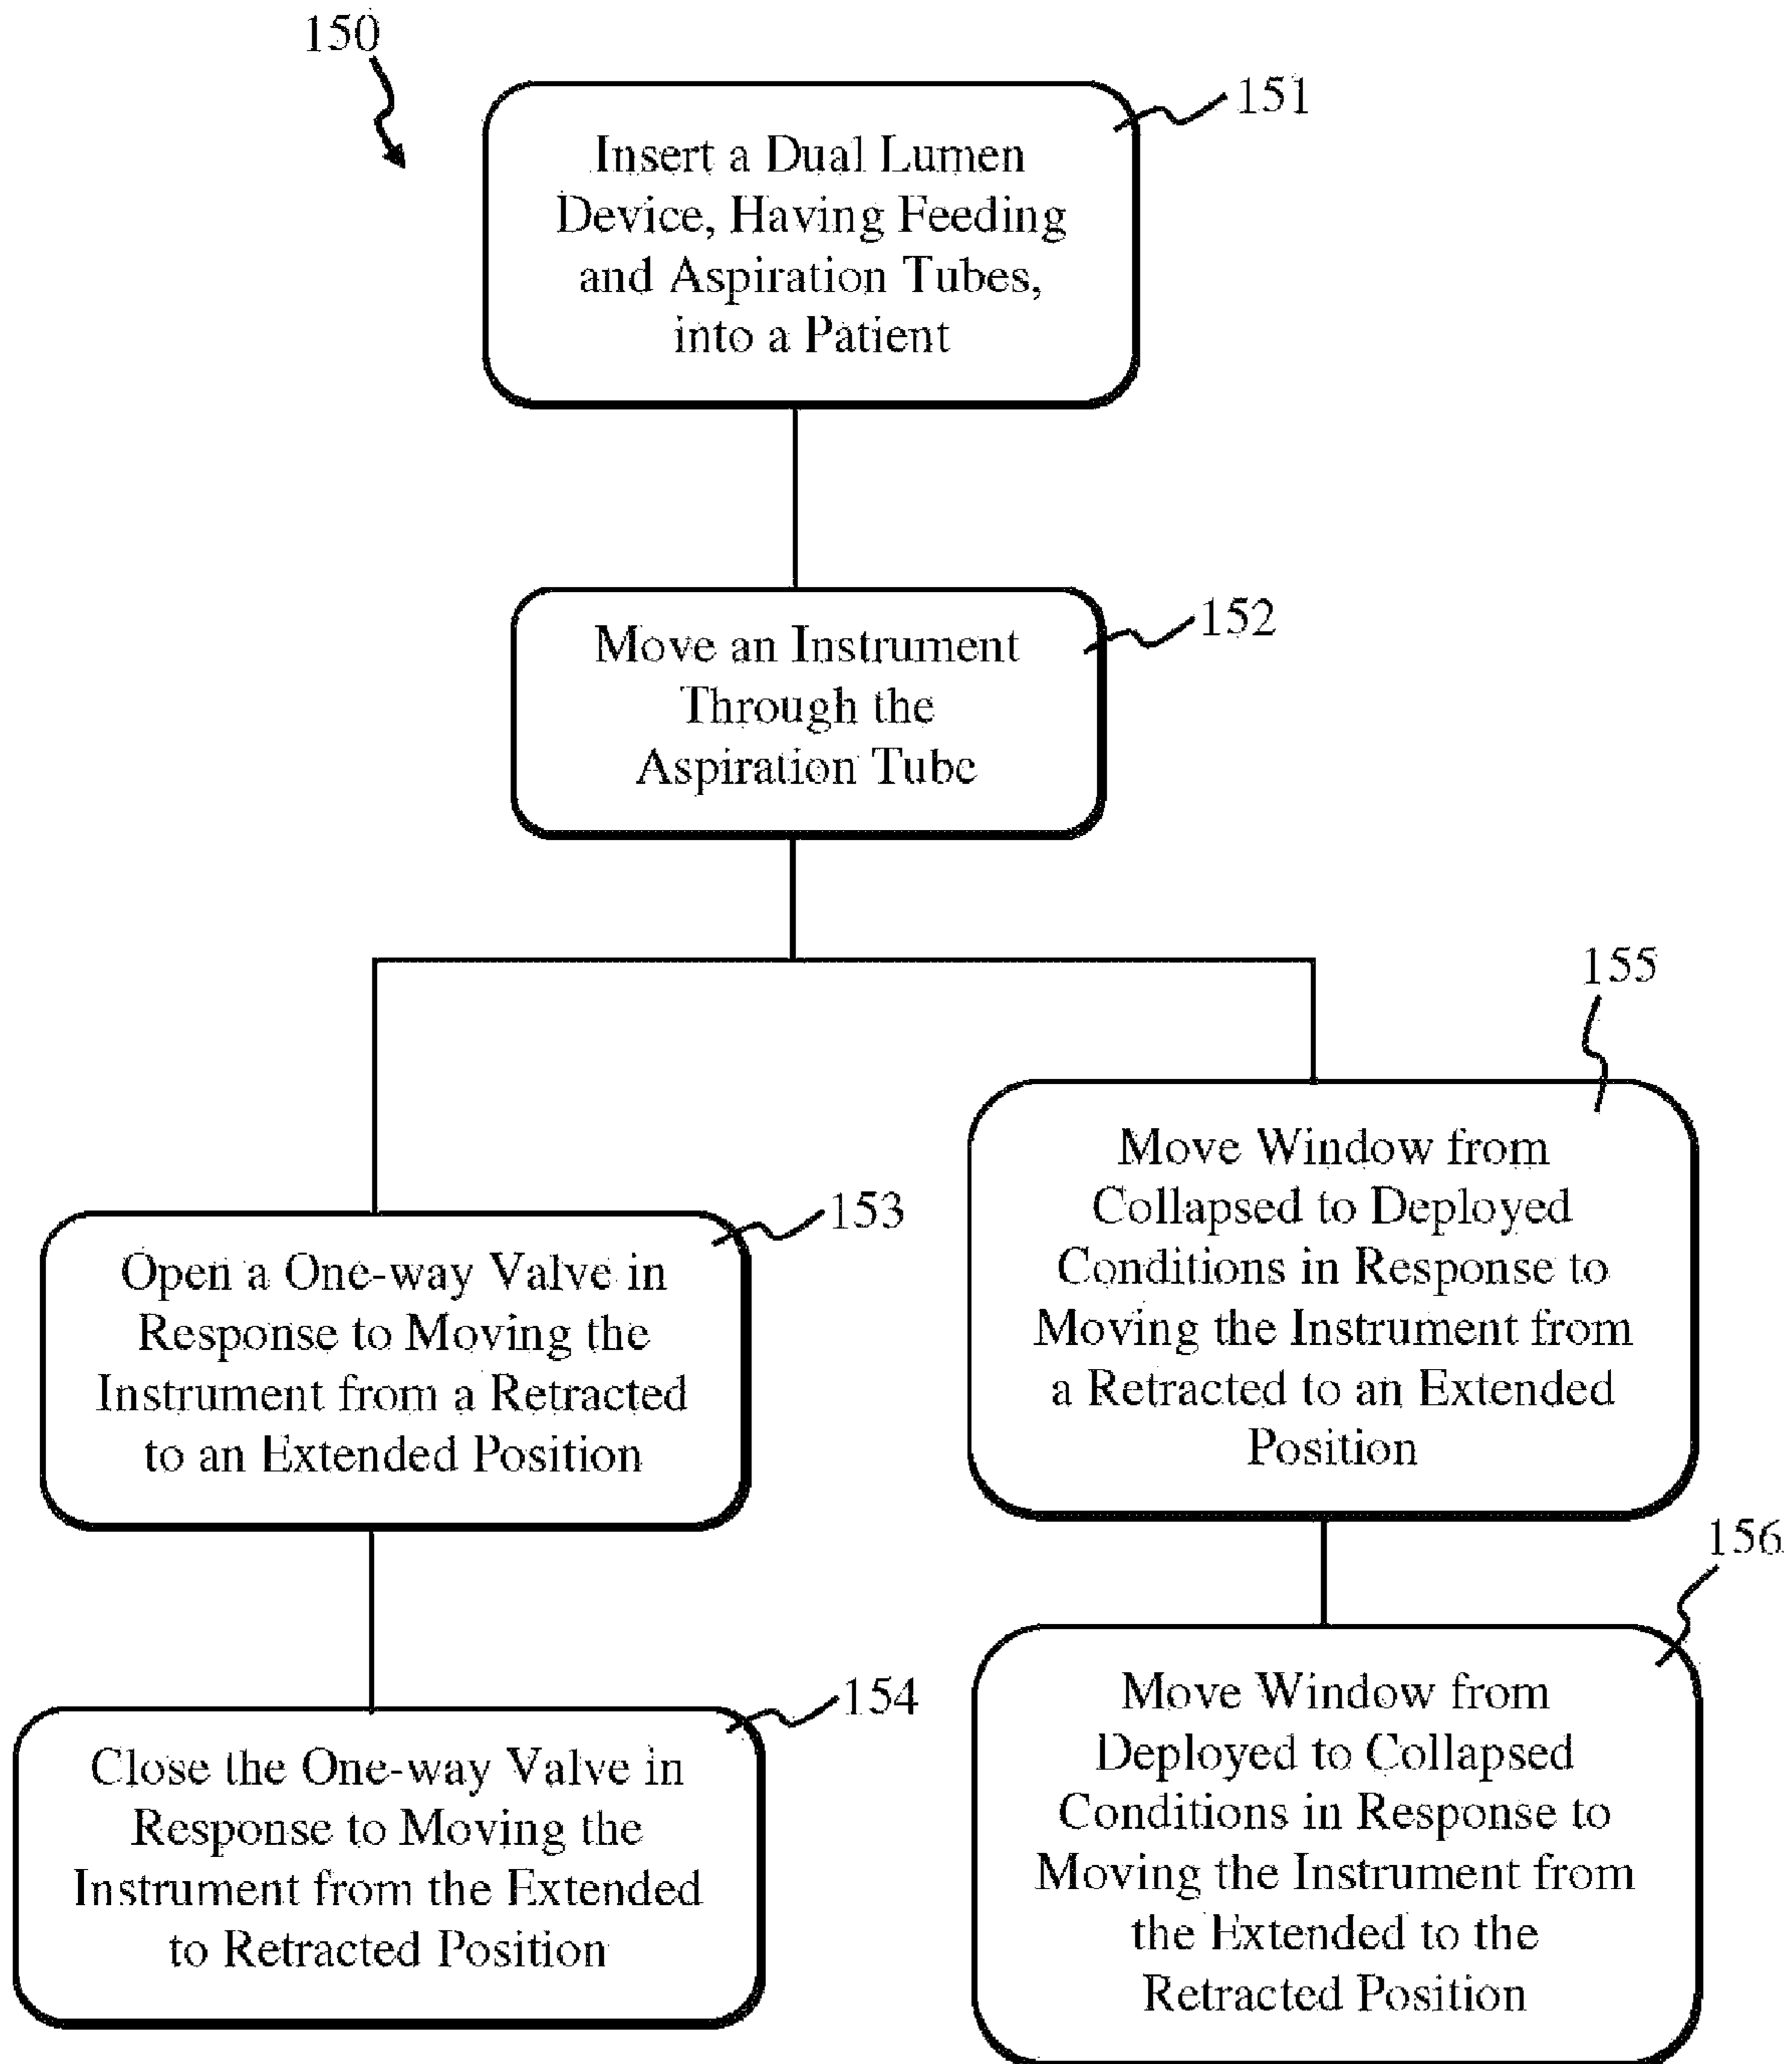 150
151
Insert a Dual Lumen
Device, Having Feeding
and Aspiration Tubes,
into a Patient
152
Move an Instrument
Through the
Aspiration Tube
153
Open a One-way Valve in
Response to Moving the
Instrument from a Retracted
to an Extended Position
154
Close the One-way Valve in
Response to Moving the
Instrument from the Extended
to Retracted Position
155
Move Window from
Collapsed to Deployed
Conditions in Response to
Moving the Instrument from
a Retracted to an Extended
Position
156
Move Window from
Deployed to Collapsed
Conditions in Response to
Moving the Instrument from
the Extended to the
Retracted Position